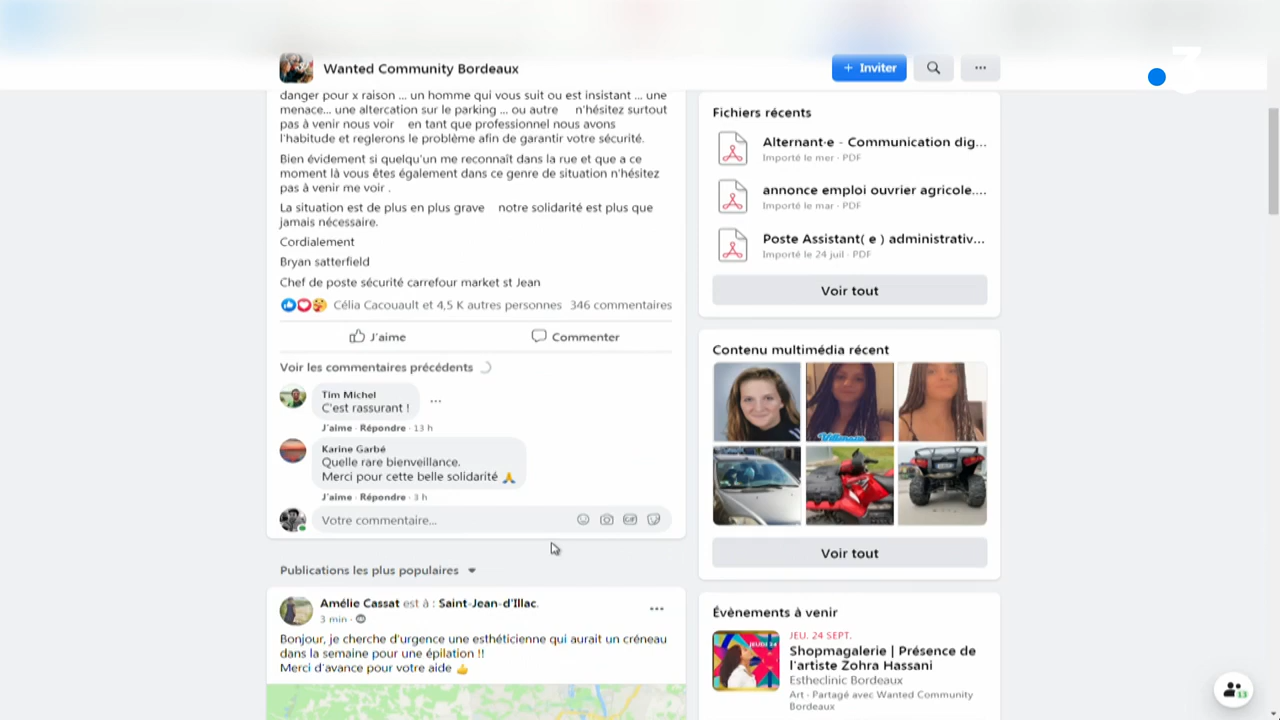 Wanted Community Bordeaux
+ Inviter
3
danger pour x raison ... un homme qui vous suit ou est insistant ... une
menace... une altercation sur le parking ... ou autre n'hésitez surtout
pas à venir nous voir en tant que professionnel nous avons
l'habitude et reglerons le problème afin de garantir votre sécurité.
Bien évidement si quelqu'un me reconnaît dans la rue et que a ce
moment là vous êtes également dans ce genre de situation n'hésitez
pas à venir me voir .
La situation est de plus en plus grave notre solidarité est plus que
jamais nécessaire.
Cordialement
Bryan satterfield
Chef de poste sécurité carrefour market st Jean
Célia Cacouault et 4,5 K autres personnes 346 commentaires
J'aime Commenter
Voir les commentaires précédents
Tim Michel
C'est rassurant !
J'aime · Répondre · 13 h
Karine Garbé
Quelle rare bienveillance.
Merci pour cette belle solidarité 🙏
J'aime · Répondre · 3 h
Votre commentaire...
GIF
Publications les plus populaires
Amélie Cassat est à : Saint-Jean-d'Illac.
3 min ·
Bonjour, je cherche d'urgence une esthéticienne qui aurait un créneau
dans la semaine pour une épilation !!
Merci d'avance pour votre aide 👍
Fichiers récents
Alternant·e - Communication dig...
Importé le mer · PDF
annonce emploi ouvrier agricole....
Importé le mar · PDF
Poste Assistant( e ) administrativ...
Importé le 24 juil · PDF
Voir tout
Contenu multimédia récent
Voir tout
Évènements à venir
JEUDI 24
JEU. 24 SEPT.
Shopmagalerie | Présence de
l'artiste Zohra Hassani
Estheclinic Bordeaux
Art · Partagé avec Wanted Community
Bordeaux
13